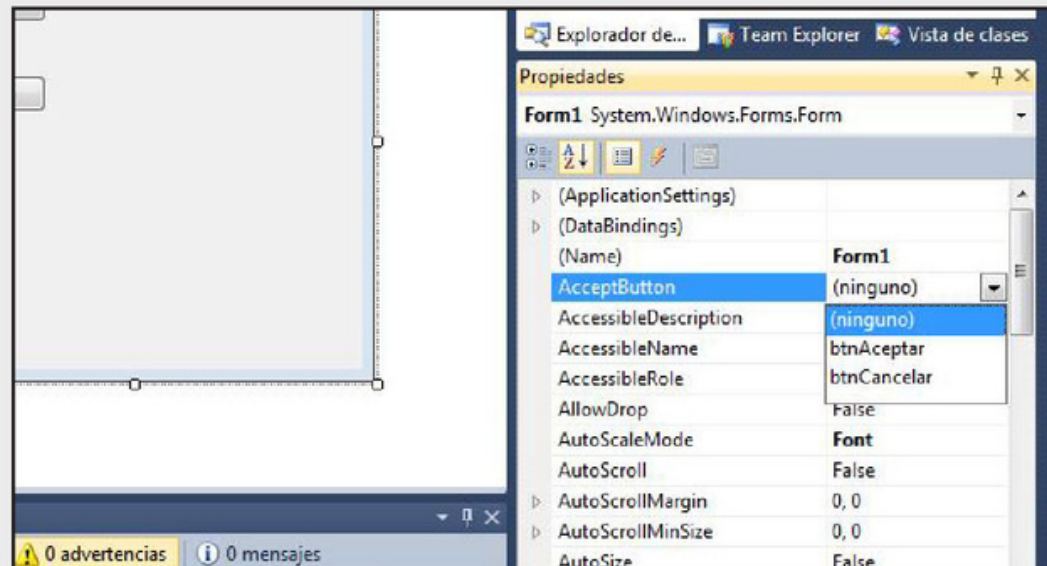 Explorador de... Team Explorer Vista de clases
Propiedades
Form1 System.Windows.Forms.Form
(ApplicationSettings)
(DataBindings)
(Name) Form1
AcceptButton (ninguno)
AccessibleDescription (ninguno)
AccessibleName btnAceptar
AccessibleRole btnCancelar
AllowDrop False
AutoScaleMode Font
AutoScroll False
AutoScrollMargin 0, 0
AutoScrollMinSize 0, 0
AutoSize False
0 advertencias 0 mensajes